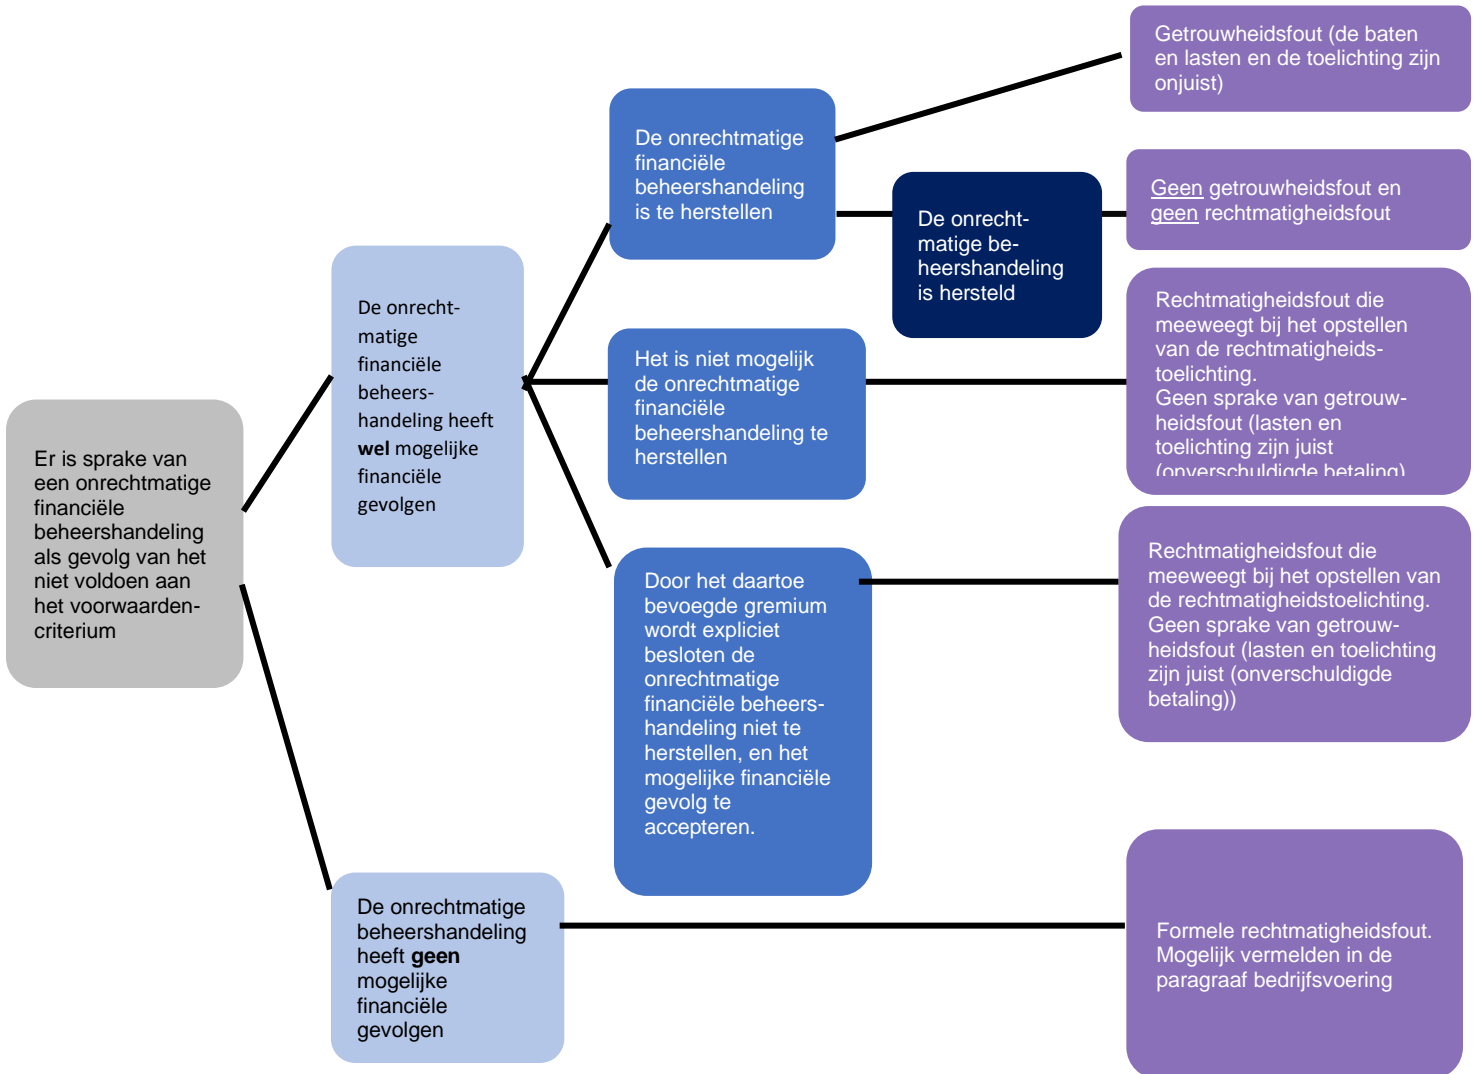 Er is sprake van
een onrechtmatige
financiële
beheershandeling
als gevolg van het
niet voldoen aan
het voorwaarden-
criterium
De onrecht-
matige
financiële
beheers-
handeling heeft
wel mogelijke
financiële
gevolgen
De onrechtmatige
beheershandeling
heeft geen
mogelijke
financiële
gevolgen
De onrechtmatige
financiële
beheershandeling
is te herstellen
Het is niet mogelijk
de onrechtmatige
financiële
beheershandeling te
herstellen
Door het daartoe
bevoegde gremium
wordt expliciet
besloten de
onrechtmatige
financiële beheers-
handeling niet te
herstellen, en het
mogelijke financiële
gevolg te
accepteren.
De onrecht-
matige be-
heershandeling
is hersteld
Getrouwheidsfout (de baten
en lasten en de toelichting zijn
onjuist)
Geen getrouwheidsfout en
geen rechtmatigheidsfout
Rechtmatigheidsfout die
meeweegt bij het opstellen
van de rechtmatigheids-
toelichting.
Geen sprake van getrouw-
heidsfout (lasten en
toelichting zijn juist
(onverschuldigde betaling)
Rechtmatigheidsfout die
meeweegt bij het opstellen van
de rechtmatigheidstoelichting.
Geen sprake van getrouw-
heidsfout (lasten en toelichting
zijn juist (onverschuldigde
betaling))
Formele rechtmatigheidsfout.
Mogelijk vermelden in de
paragraaf bedrijfsvoering